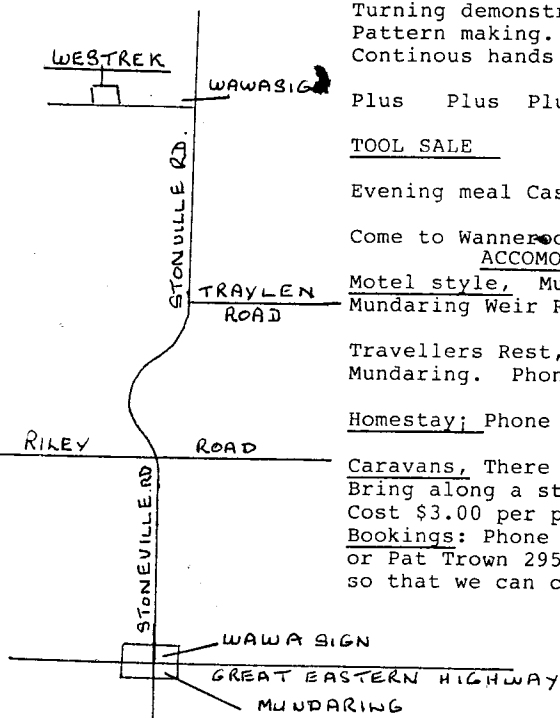 Turning demonstr
Pattern making.
Continous hands
Plus Plus Plu
TOOL SALE
Evening meal Cas
Come to Wanneroo
ACCOMO
Motel style, Mu
Mundaring Weir R
Travellers Rest,
Mundaring. Phon
Homestay; Phone
Caravans, There
Bring along a st
Cost $3.00 per p
Bookings: Phone
or Pat Trown 295
so that we can c
WESTREK
WAWASIGN
STONVILLE RD.
TRAYLEN
ROAD
RILEY ROAD
STONEVILLE.RD
WAWA SIGN
GREAT EASTERN HIGHWAY
MUNDARING